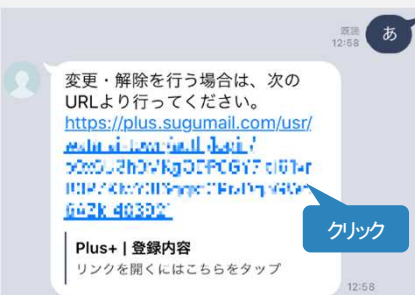 既読
12:58
あ
変更・解除を行う場合は、次の
URLより行ってください。
https://plus.sugumail.com/usr/
クリック
Plus+ | 登録内容
リンクを開くにはこちらをタップ
12:58